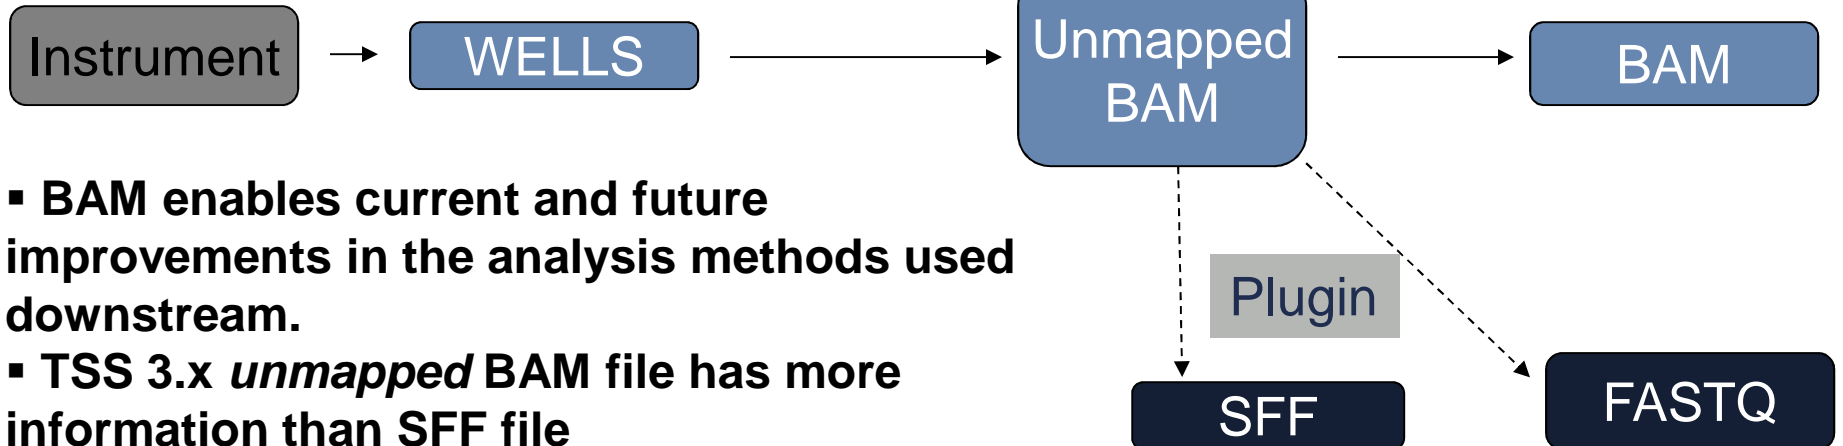 Instrument
WELLS
Unmapped
BAM
BAM
▪ BAM enables current and future
improvements in the analysis methods used
downstream.
▪ TSS 3.x unmapped BAM file has more
information than SFF file
Plugin
SFF
FASTQ